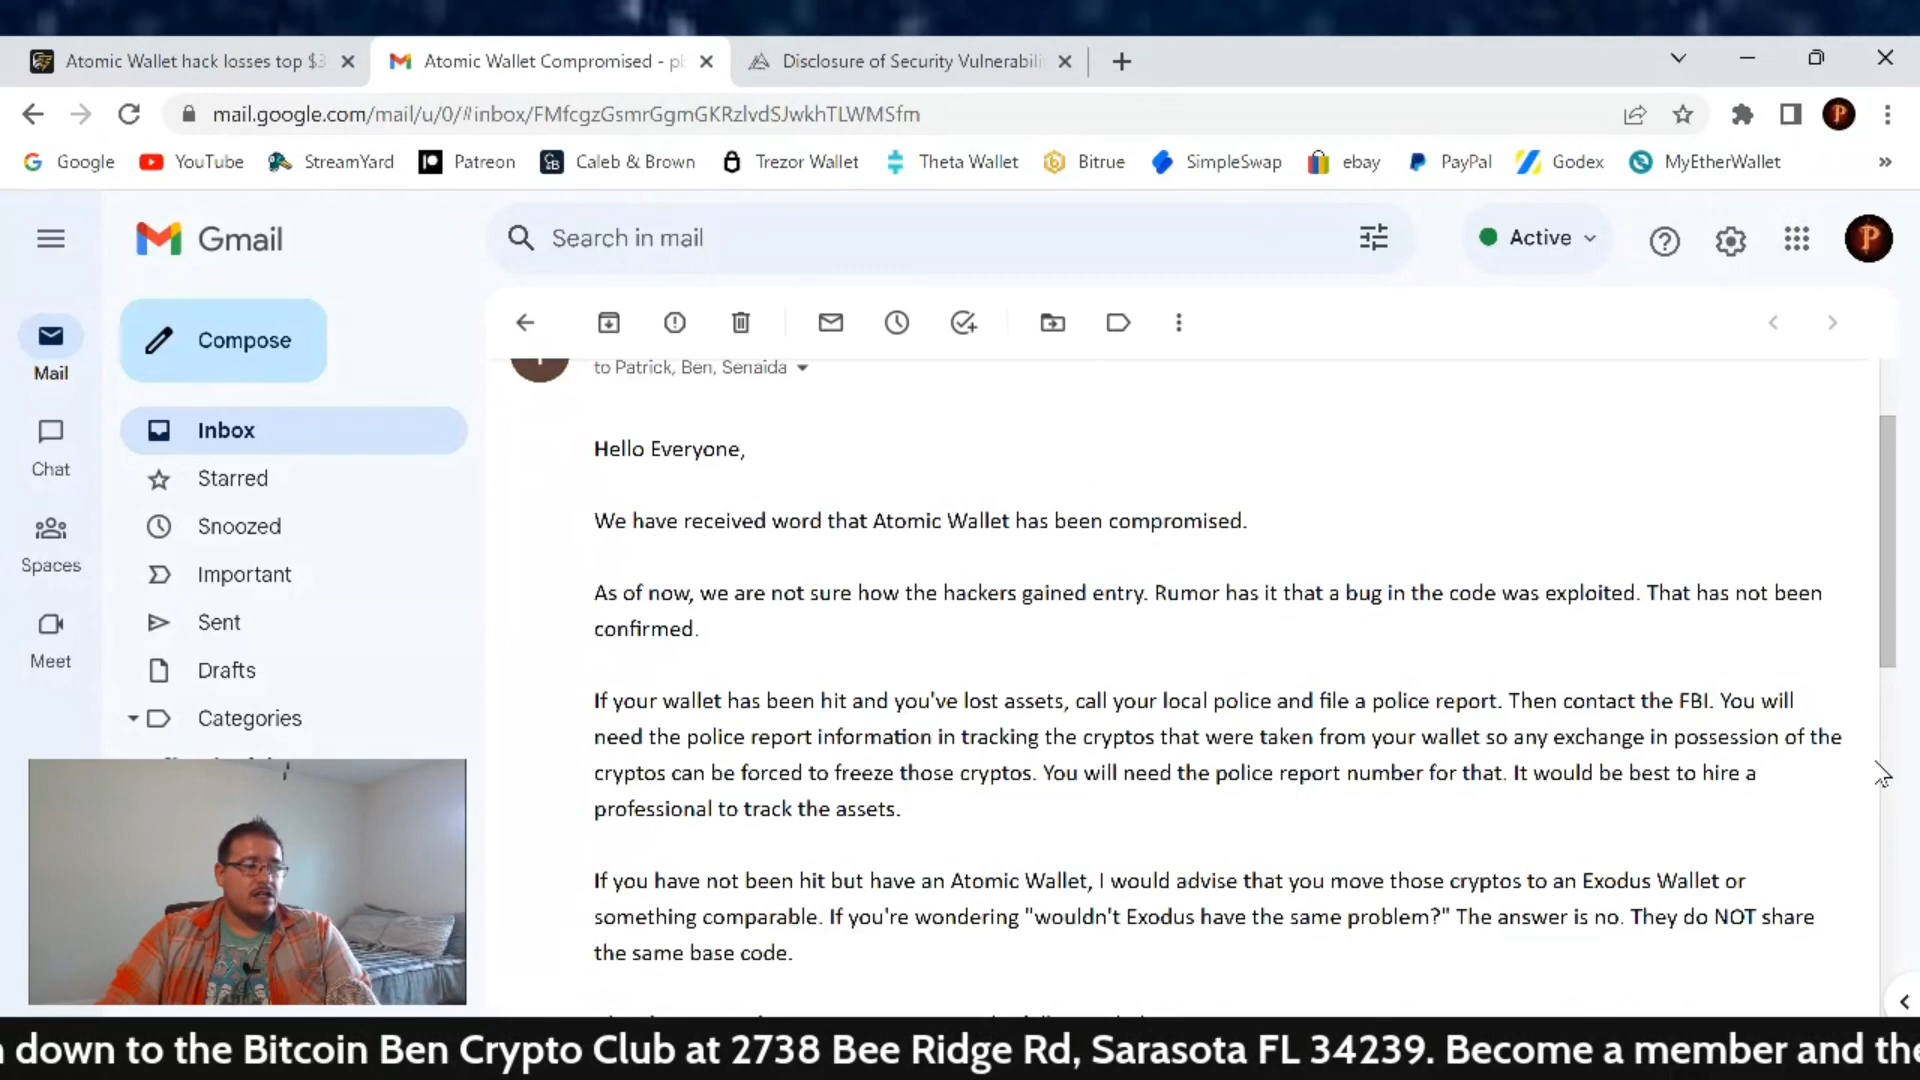 Atomic Wallet hack losses top $3
Atomic Wallet Compromised - p
Disclosure of Security Vulnerabili
mail.google.com/mail/u/0/#inbox/FMfcgzGsmrGgmGKRzlvdSJwkhTLWMSfm
Google YouTube StreamYard Patreon Caleb & Brown Trezor Wallet Theta Wallet Bitrue SimpleSwap ebay PayPal Godex MyEtherWallet »
Gmail
Search in mail
Active
Mail
Chat
Spaces
Meet
Compose
Inbox
Starred
Snoozed
Important
Sent
Drafts
Categories
to Patrick, Ben, Senaida
Hello Everyone,
We have received word that Atomic Wallet has been compromised.
As of now, we are not sure how the hackers gained entry. Rumor has it that a bug in the code was exploited. That has not been
confirmed.
If your wallet has been hit and you've lost assets, call your local police and file a police report. Then contact the FBI. You will
need the police report information in tracking the cryptos that were taken from your wallet so any exchange in possession of the
cryptos can be forced to freeze those cryptos. You will need the police report number for that. It would be best to hire a
professional to track the assets.
If you have not been hit but have an Atomic Wallet, I would advise that you move those cryptos to an Exodus Wallet or
something comparable. If you're wondering "wouldn't Exodus have the same problem?" The answer is no. They do NOT share
the same base code.
down to the Bitcoin Ben Crypto Club at 2738 Bee Ridge Rd, Sarasota FL 34239. Become a member and the